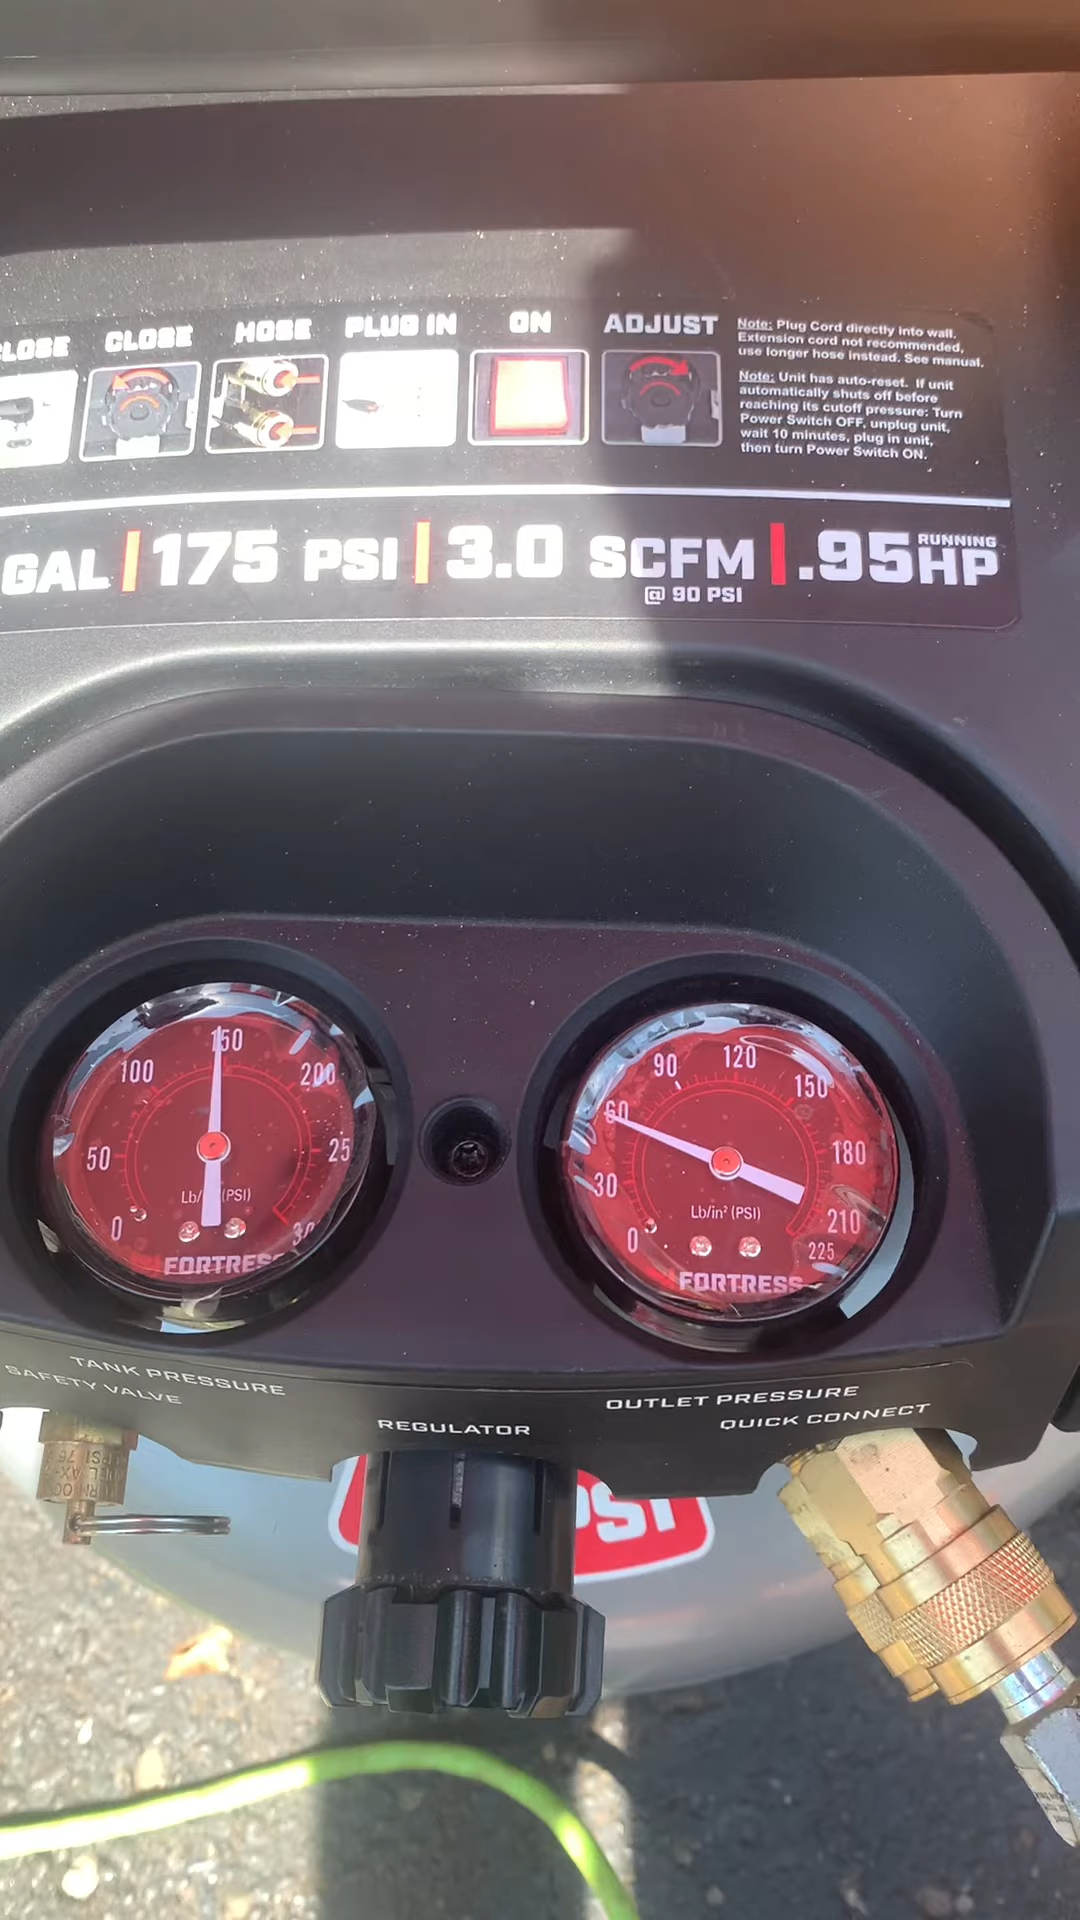 CLOSE
CLOSE
HOSE
PLUG IN
ON
ADJUST
Note: Plug Cord directly into wall.
Extension cord not recommended,
use longer hose instead. See manual.
Note: Unit has auto-reset. If unit
automatically shuts off before
reaching its cutoff pressure: Turn
Power Switch OFF, unplug unit,
wait 10 minutes, plug in unit,
then turn Power Switch ON.
GAL | 175 PSI | 3.0 SCFM | .95 RUNNING HP
@ 90 PSI
0
50
100
150
200
25
30
(PSI)
FORTRESS
0
30
60
90
120
150
180
210
225
Lb/in² (PSI)
FORTRESS
TANK PRESSURE
SAFETY VALVE
REGULATOR
OUTLET PRESSURE
QUICK CONNECT
PSI